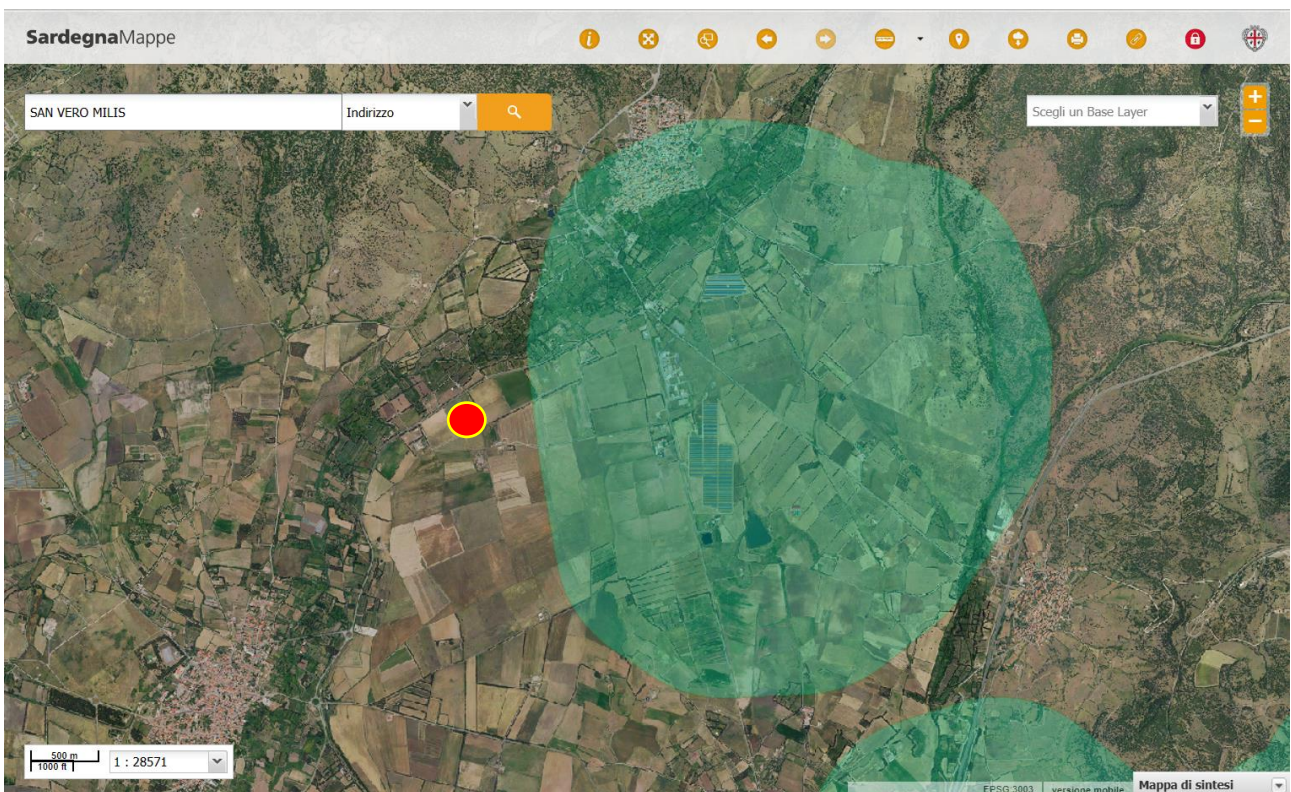 SardegnaMappe
SAN VERO MILIS
Indirizzo
Scegli un Base Layer
+
−
500 m
1000 ft
1 : 28571
EPSG:3003 versione mobile
Mappa di sintesi